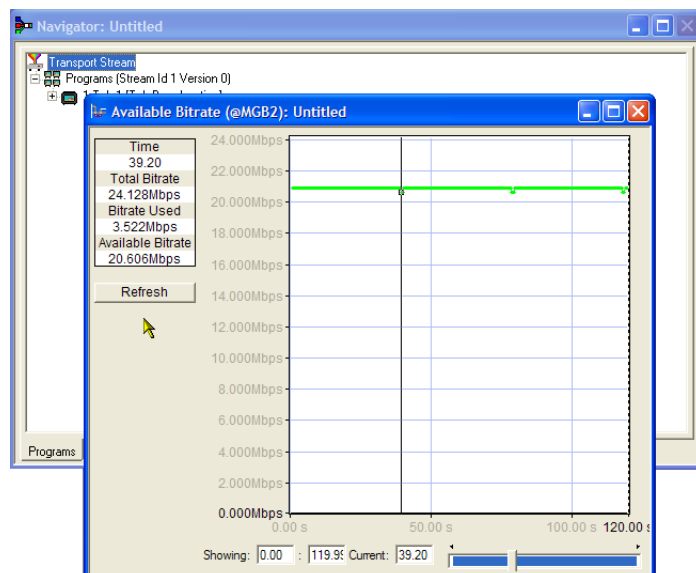 Navigator: Untitled
Transport Stream
Programs (Stream Id 1 Version 0)
Available Bitrate (@MGB2): Untitled
Time
39.20
Total Bitrate
24.128Mbps
Bitrate Used
3.522Mbps
Available Bitrate
20.606Mbps
Refresh
24.000Mbps
22.000Mbps
20.000Mbps
18.000Mbps
16.000Mbps
14.000Mbps
12.000Mbps
10.000Mbps
8.000Mbps
6.000Mbps
4.000Mbps
2.000Mbps
0.000Mbps
0.00 s 50.00 s 100.00 s 120.00 s
Showing: 0.00 : 119.99 Current: 39.20
Programs